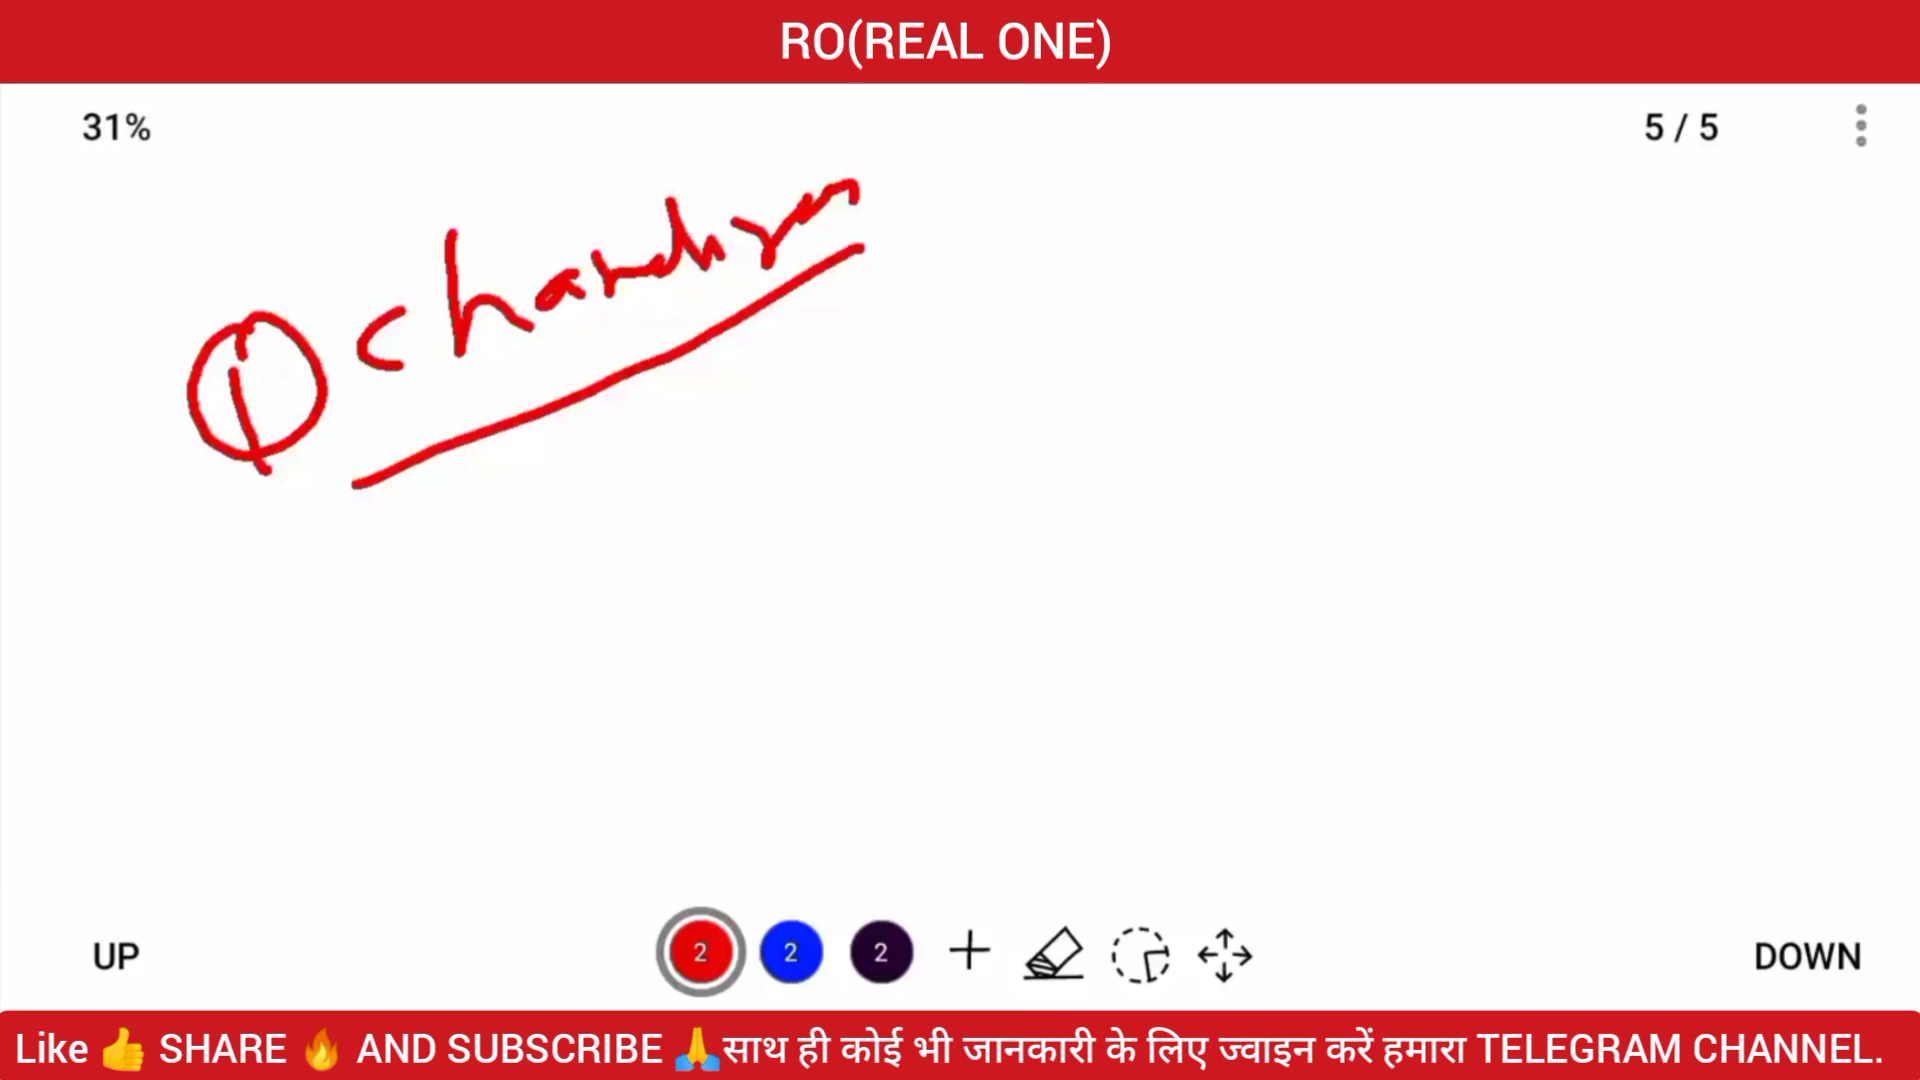 RO(REAL ONE)
31%
5 / 5
① chandra
UP
2 2 2
DOWN
Like 👍 SHARE 🔥 AND SUBSCRIBE 🙏साथ ही कोई भी जानकारी के लिए ज्वाइन करें हमारा TELEGRAM CHANNEL.